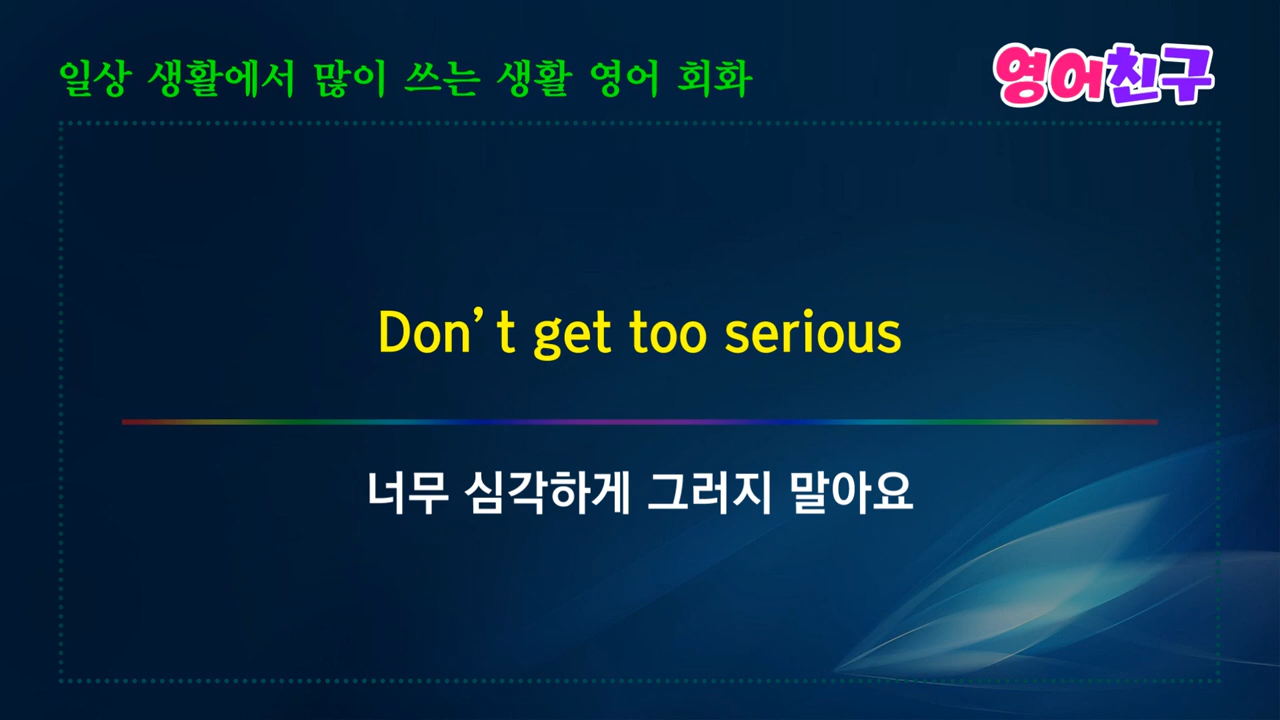 일상 생활에서 많이 쓰는 생활 영어 회화
영어친구
Don’t get too serious
너무 심각하게 그러지 말아요